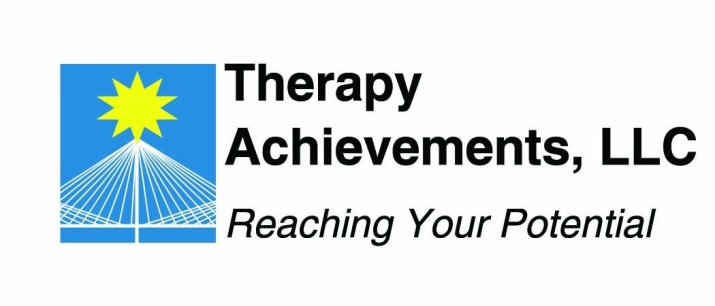 Therapy
Achievements, LLC
Reaching Your Potential